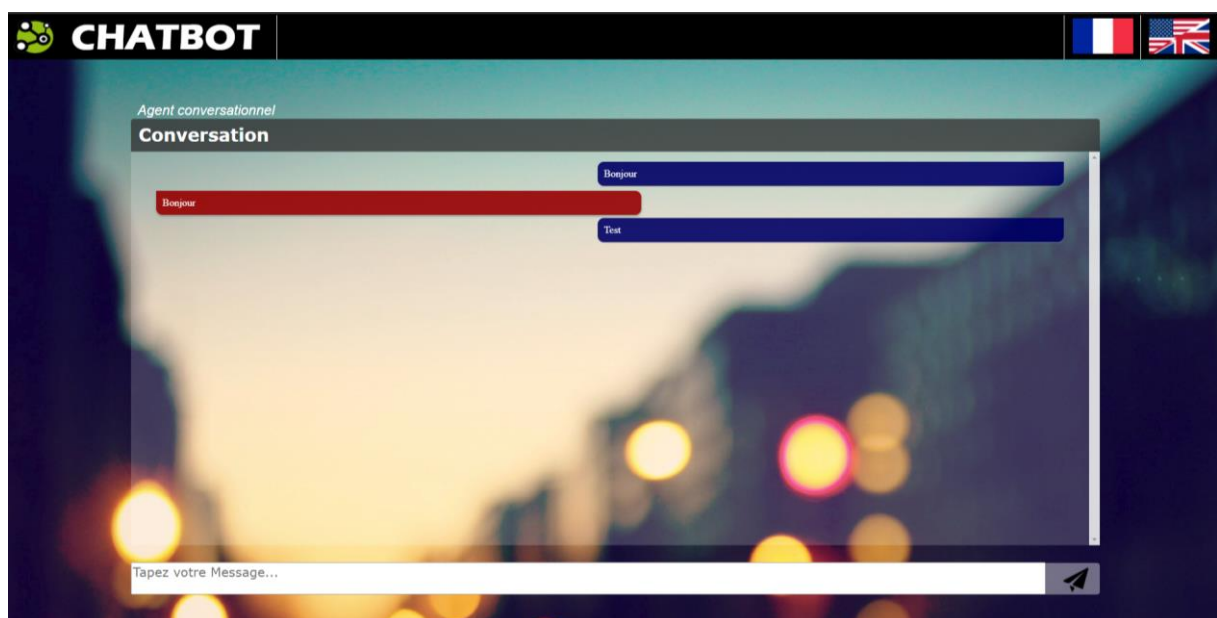 CHATBOT
Agent conversationnel
Conversation
Bonjour
Bonjour
Test
Tapez votre Message...